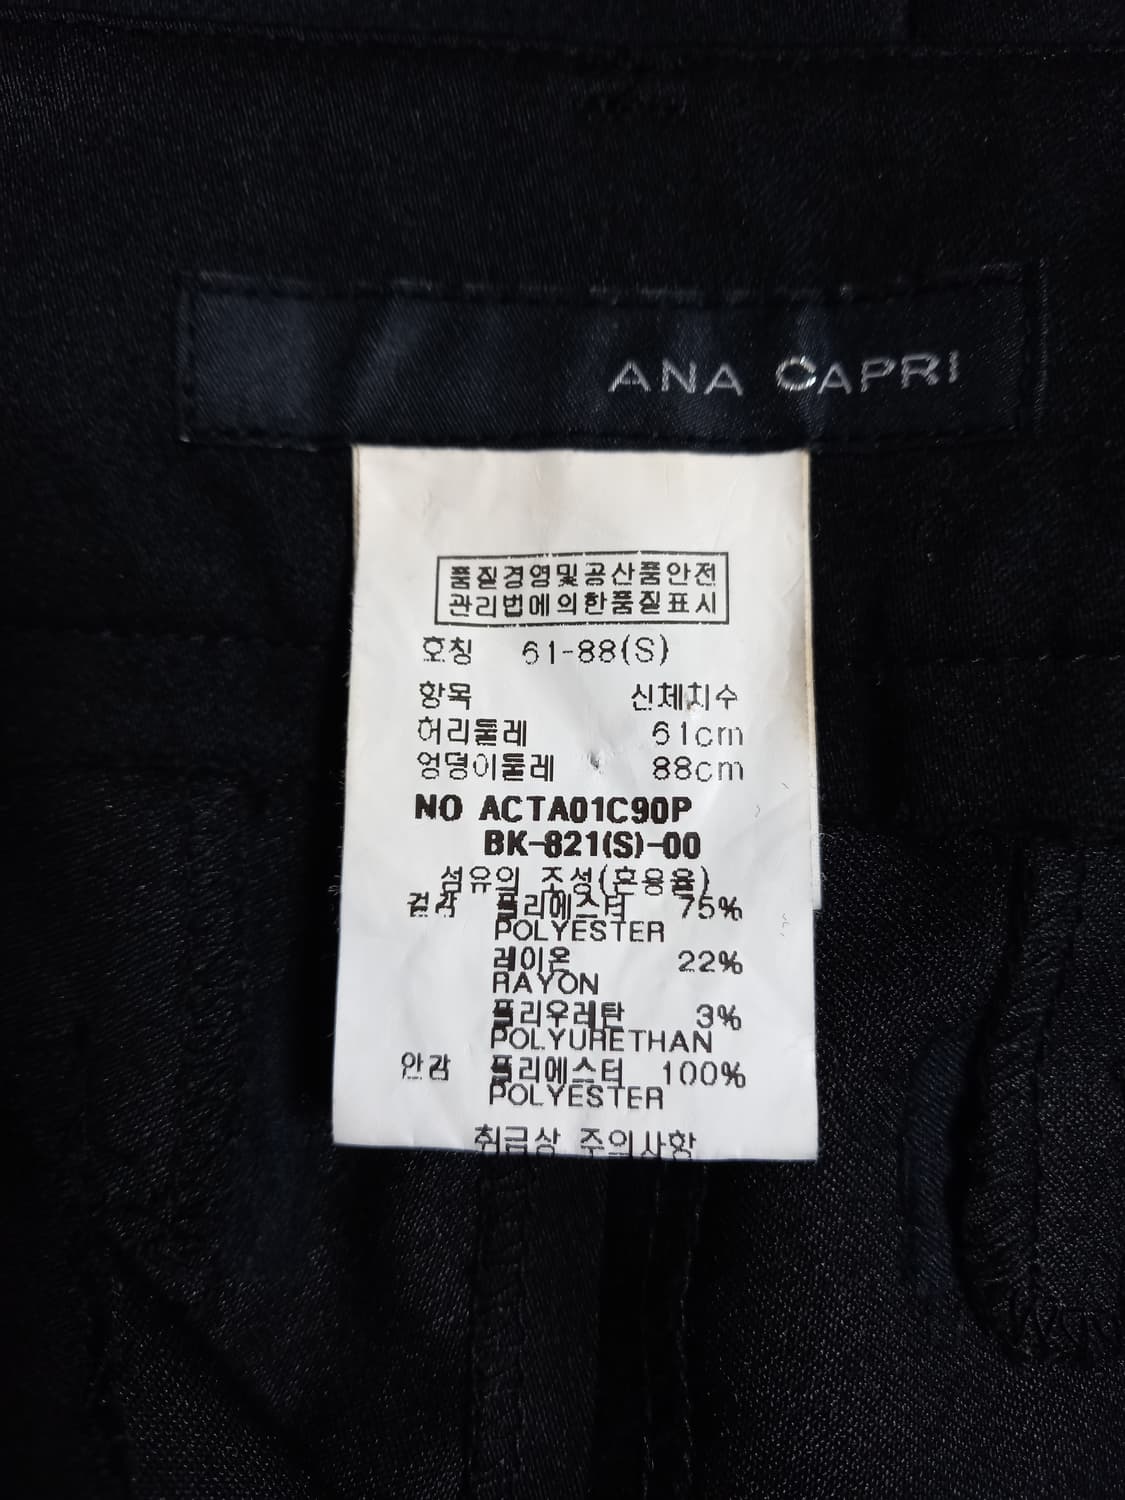 ANA CAPRI
품질경영및공산품안전
관리법에의한품질표시
호칭 61-88(S)
항목 신체치수
허리둘레 61cm
엉덩이둘레 88cm
NO ACTA01C90P
BK-821(S)-00
섬유의 조성(혼용율)
겉감 폴리에스터 75%
POLYESTER
레이온 22%
RAYON
폴리우레탄 3%
POLYURETHAN
안감 폴리에스터 100%
POLYESTER
취급상 주의사항